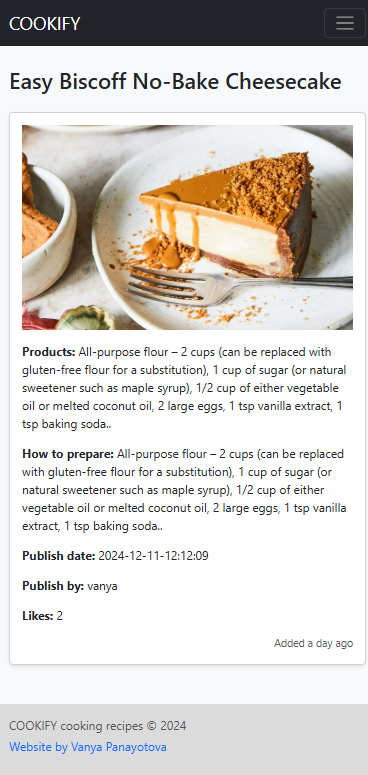 COOKIFY
Easy Biscoff No-Bake Cheesecake
Products: All-purpose flour – 2 cups (can be replaced with
gluten-free flour for a substitution), 1 cup of sugar (or natural
sweetener such as maple syrup), 1/2 cup of either vegetable
oil or melted coconut oil, 2 large eggs, 1 tsp vanilla extract, 1
tsp baking soda..
How to prepare: All-purpose flour – 2 cups (can be replaced
with gluten-free flour for a substitution), 1 cup of sugar (or
natural sweetener such as maple syrup), 1/2 cup of either
vegetable oil or melted coconut oil, 2 large eggs, 1 tsp vanilla
extract, 1 tsp baking soda..
Publish date: 2024-12-11-12:12:09
Publish by: vanya
Likes: 2
Added a day ago
COOKIFY cooking recipes © 2024
Website by Vanya Panayotova